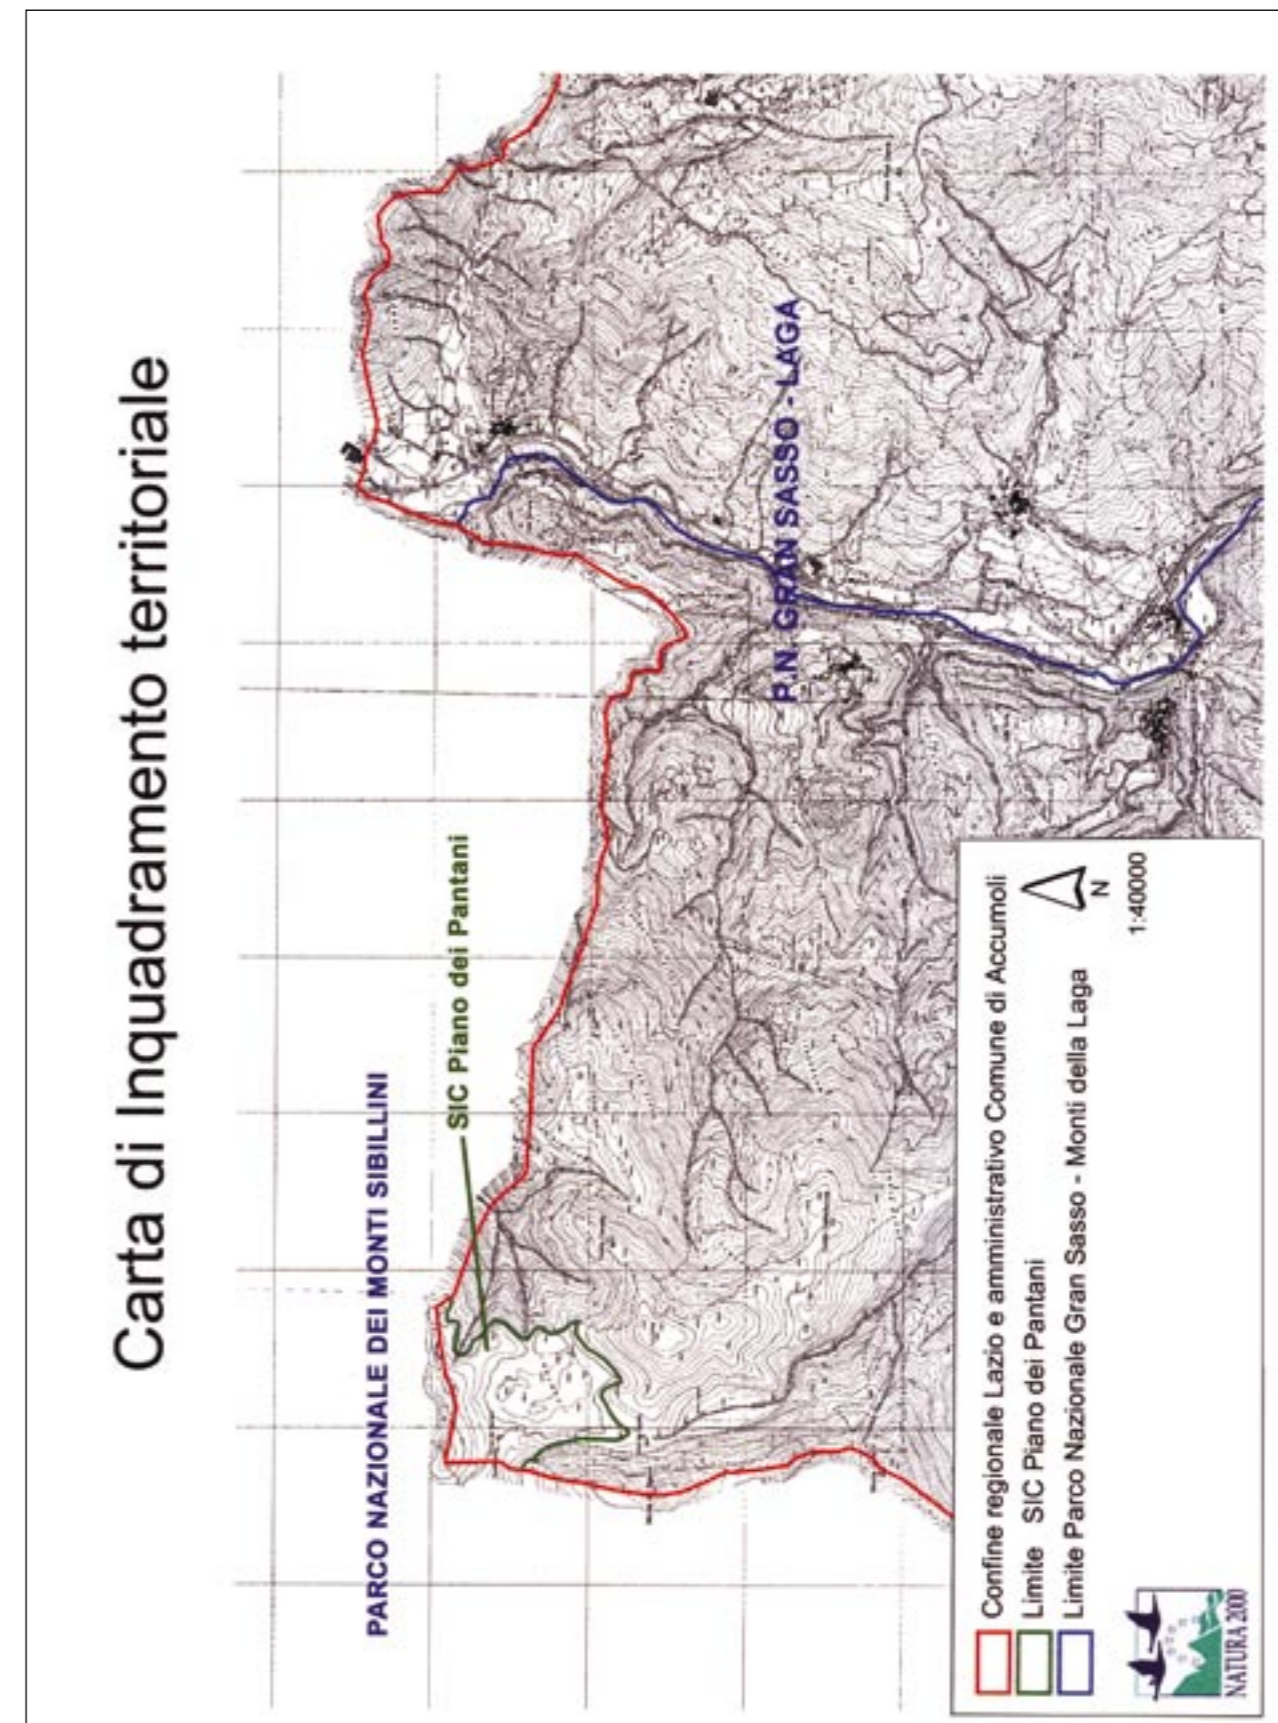 Carta di Inquadramento territoriale
PARCO NAZIONALE DEI MONTI SIBILLINI
SIC Piano dei Pantani
P.N. GRAN SASSO - LAGA
Confine regionale Lazio e amministrativo Comune di Accumoli
Limite SIC Piano dei Pantani
Limite Parco Nazionale Gran Sasso - Monti della Laga
N
1:40000
NATURA 2000